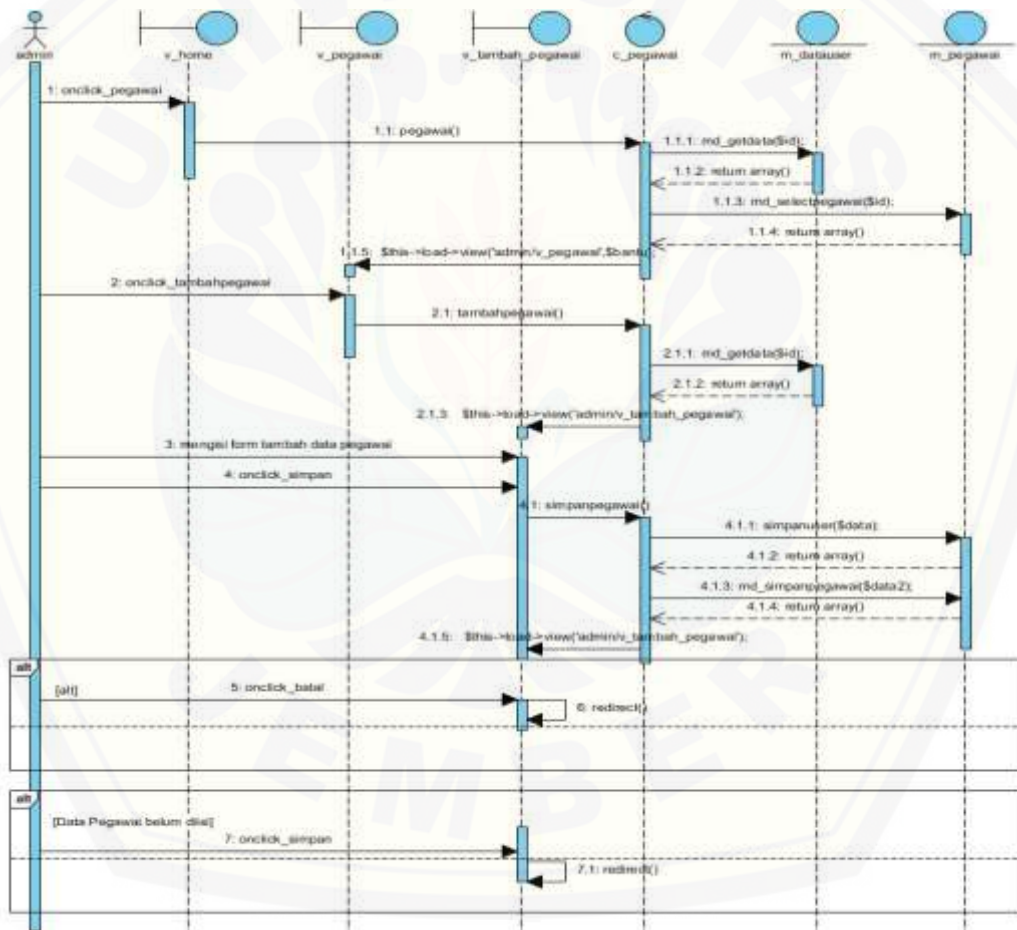 admin
v_home
v_pegawai
v_tambah_pegawai
c_pegawai
m_datauser
m_pegawai
1: onclick_pegawai
1.1: pegawai()
1.1.1: md_getdata($id);
1.1.2: return array()
1.1.3: md_selectpegawai($id);
1.1.4: return array()
1.1.5: $this->load->view('admin/v_pegawai',$bantu);
2: onclick_tambahpegawai
2.1: tambahpegawai()
2.1.1: md_getdata($id);
2.1.2: return array()
2.1.3 $this->load->view('admin/v_tambah_pegawai');
3: mengisi form tambah data pegawai
4: onclick_simpan
4.1: simpanpegawai()
4.1.1: simpanuser($data);
4.1.2: return array()
4.1.3: md_simpanpegawai($data2);
4.1.4: return array()
4.1.5: $this->load->view('admin/v_tambah_pegawai');
alt
[alt]
5: onclick_batal
6: redirect()
alt
[Data Pegawai belum diisi]
7: onclick_simpan
7.1: redirect()
UNIVERSITAS
JEMBER